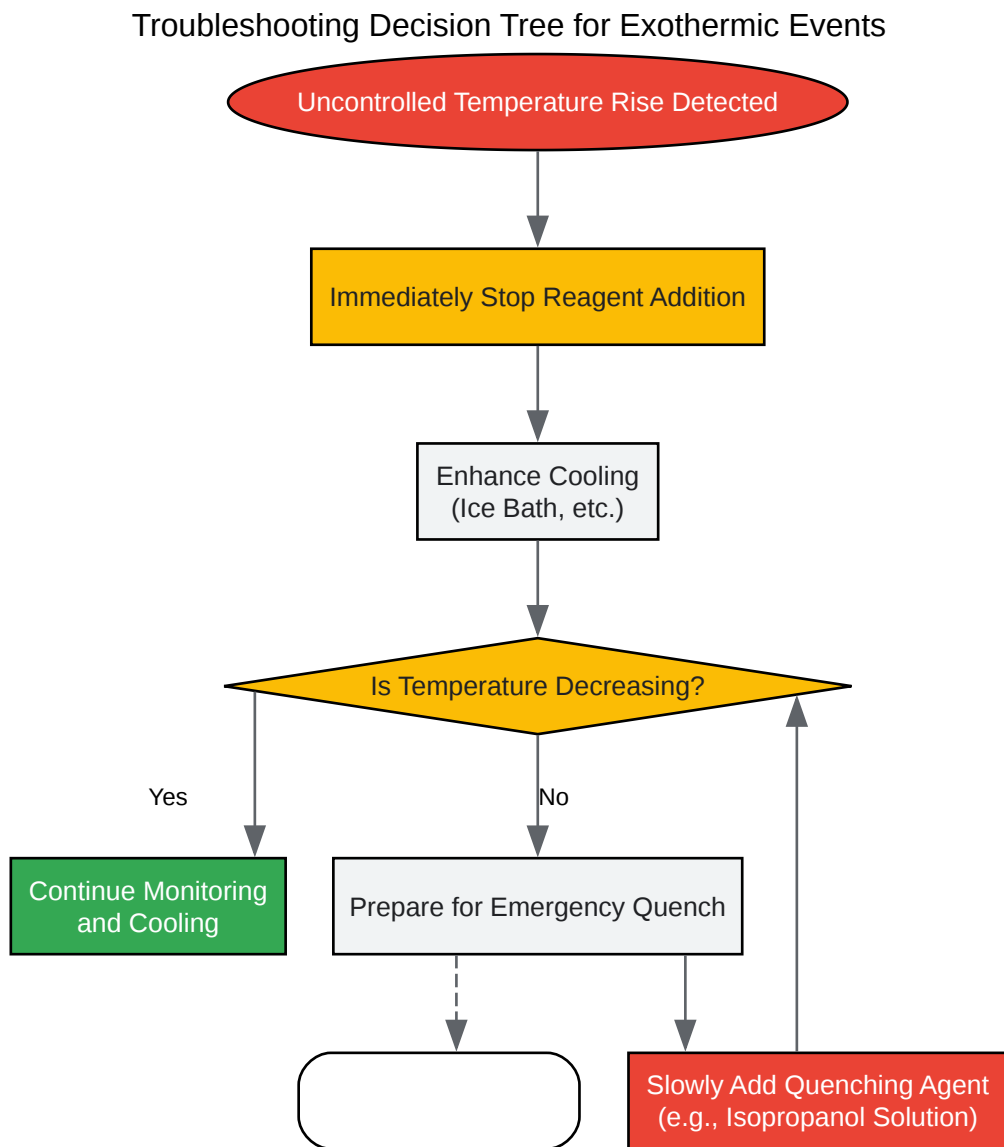 Troubleshooting Decision Tree for Exothermic Events
Uncontrolled Temperature Rise Detected
Immediately Stop Reagent Addition
Enhance Cooling
(Ice Bath, etc.)
Is Temperature Decreasing?
Yes
No
Continue Monitoring
and Cooling
Prepare for Emergency Quench
Slowly Add Quenching Agent
(e.g., Isopropanol Solution)